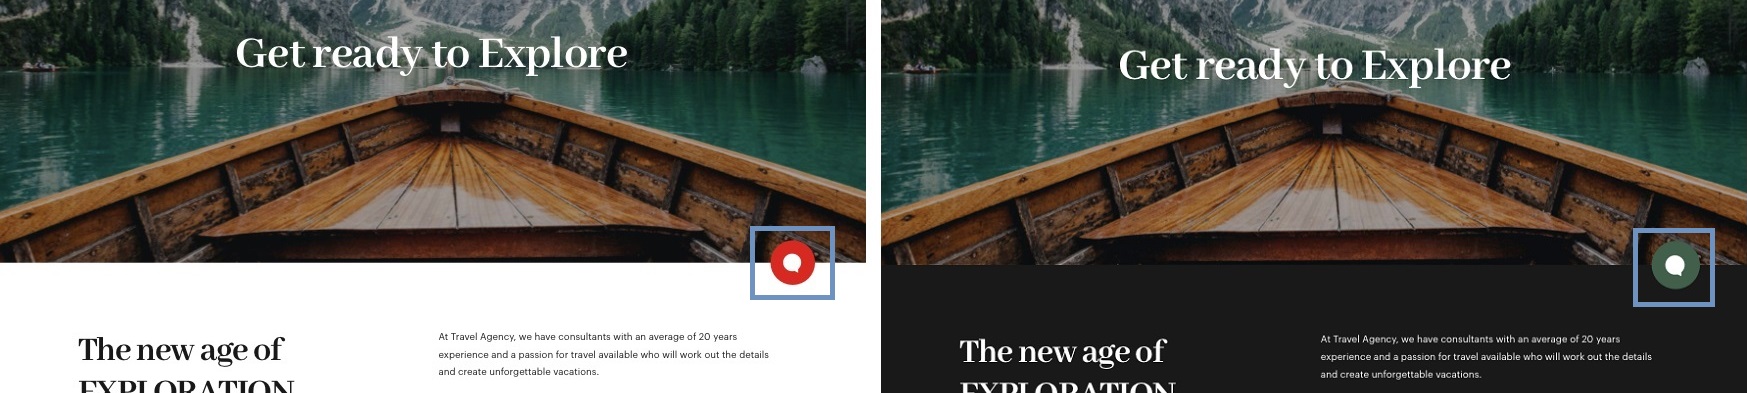 Get ready to Explore
The new age of
EXPLORATION
At Travel Agency, we have consultants with an average of 20 years
experience and a passion for travel available who will work out the details
and create unforgettable vacations.
Get ready to Explore
The new age of
EXPLORATION
At Travel Agency, we have consultants with an average of 20 years
experience and a passion for travel available who will work out the details
and create unforgettable vacations.